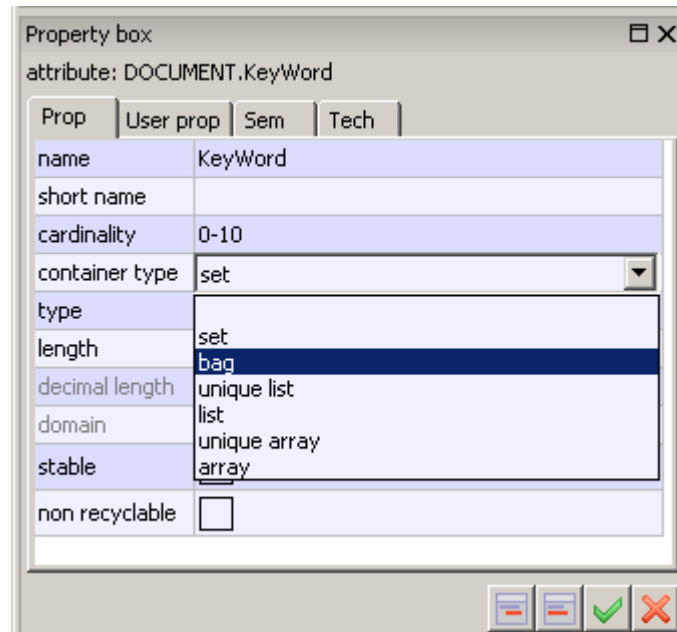 Property box
attribute: DOCUMENT.KeyWord
Prop User prop Sem Tech
name KeyWord
short name
cardinality 0-10
container type set
type
set
length
bag
decimal length unique list
list
domain
unique array
stable
array
non recyclable